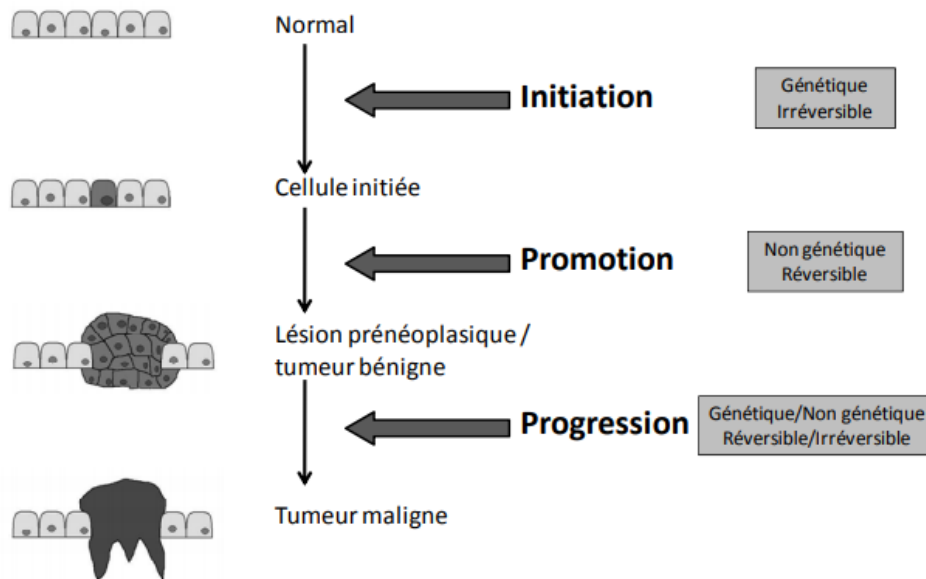 Normal
Initiation
Génétique
Irréversible
Cellule initiée
Promotion
Non génétique
Réversible
Lésion prénéoplasique /
tumeur bénigne
Progression
Génétique/Non génétique
Réversible/Irréversible
Tumeur maligne